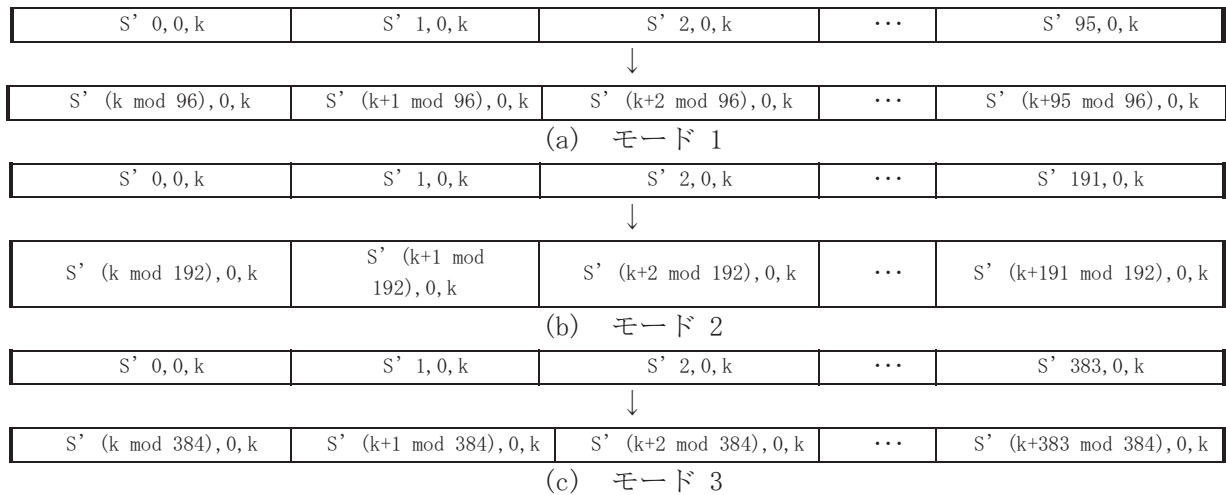 S’ 0,0,k S’ 1,0,k S’ 2,0,k ・・・ S’ 95,0,k
↓
S’ (k mod 96),0,k S’ (k+1 mod 96),0,k S’ (k+2 mod 96),0,k ・・・ S’ (k+95 mod 96),0,k
(a) モード 1
S’ 0,0,k S’ 1,0,k S’ 2,0,k ・・・ S’ 191,0,k
↓
S’ (k mod 192),0,k S’ (k+1 mod 192),0,k S’ (k+2 mod 192),0,k ・・・ S’ (k+191 mod 192),0,k
(b) モード 2
S’ 0,0,k S’ 1,0,k S’ 2,0,k ・・・ S’ 383,0,k
↓
S’ (k mod 384),0,k S’ (k+1 mod 384),0,k S’ (k+2 mod 384),0,k ・・・ S’ (k+383 mod 384),0,k
(c) モード 3